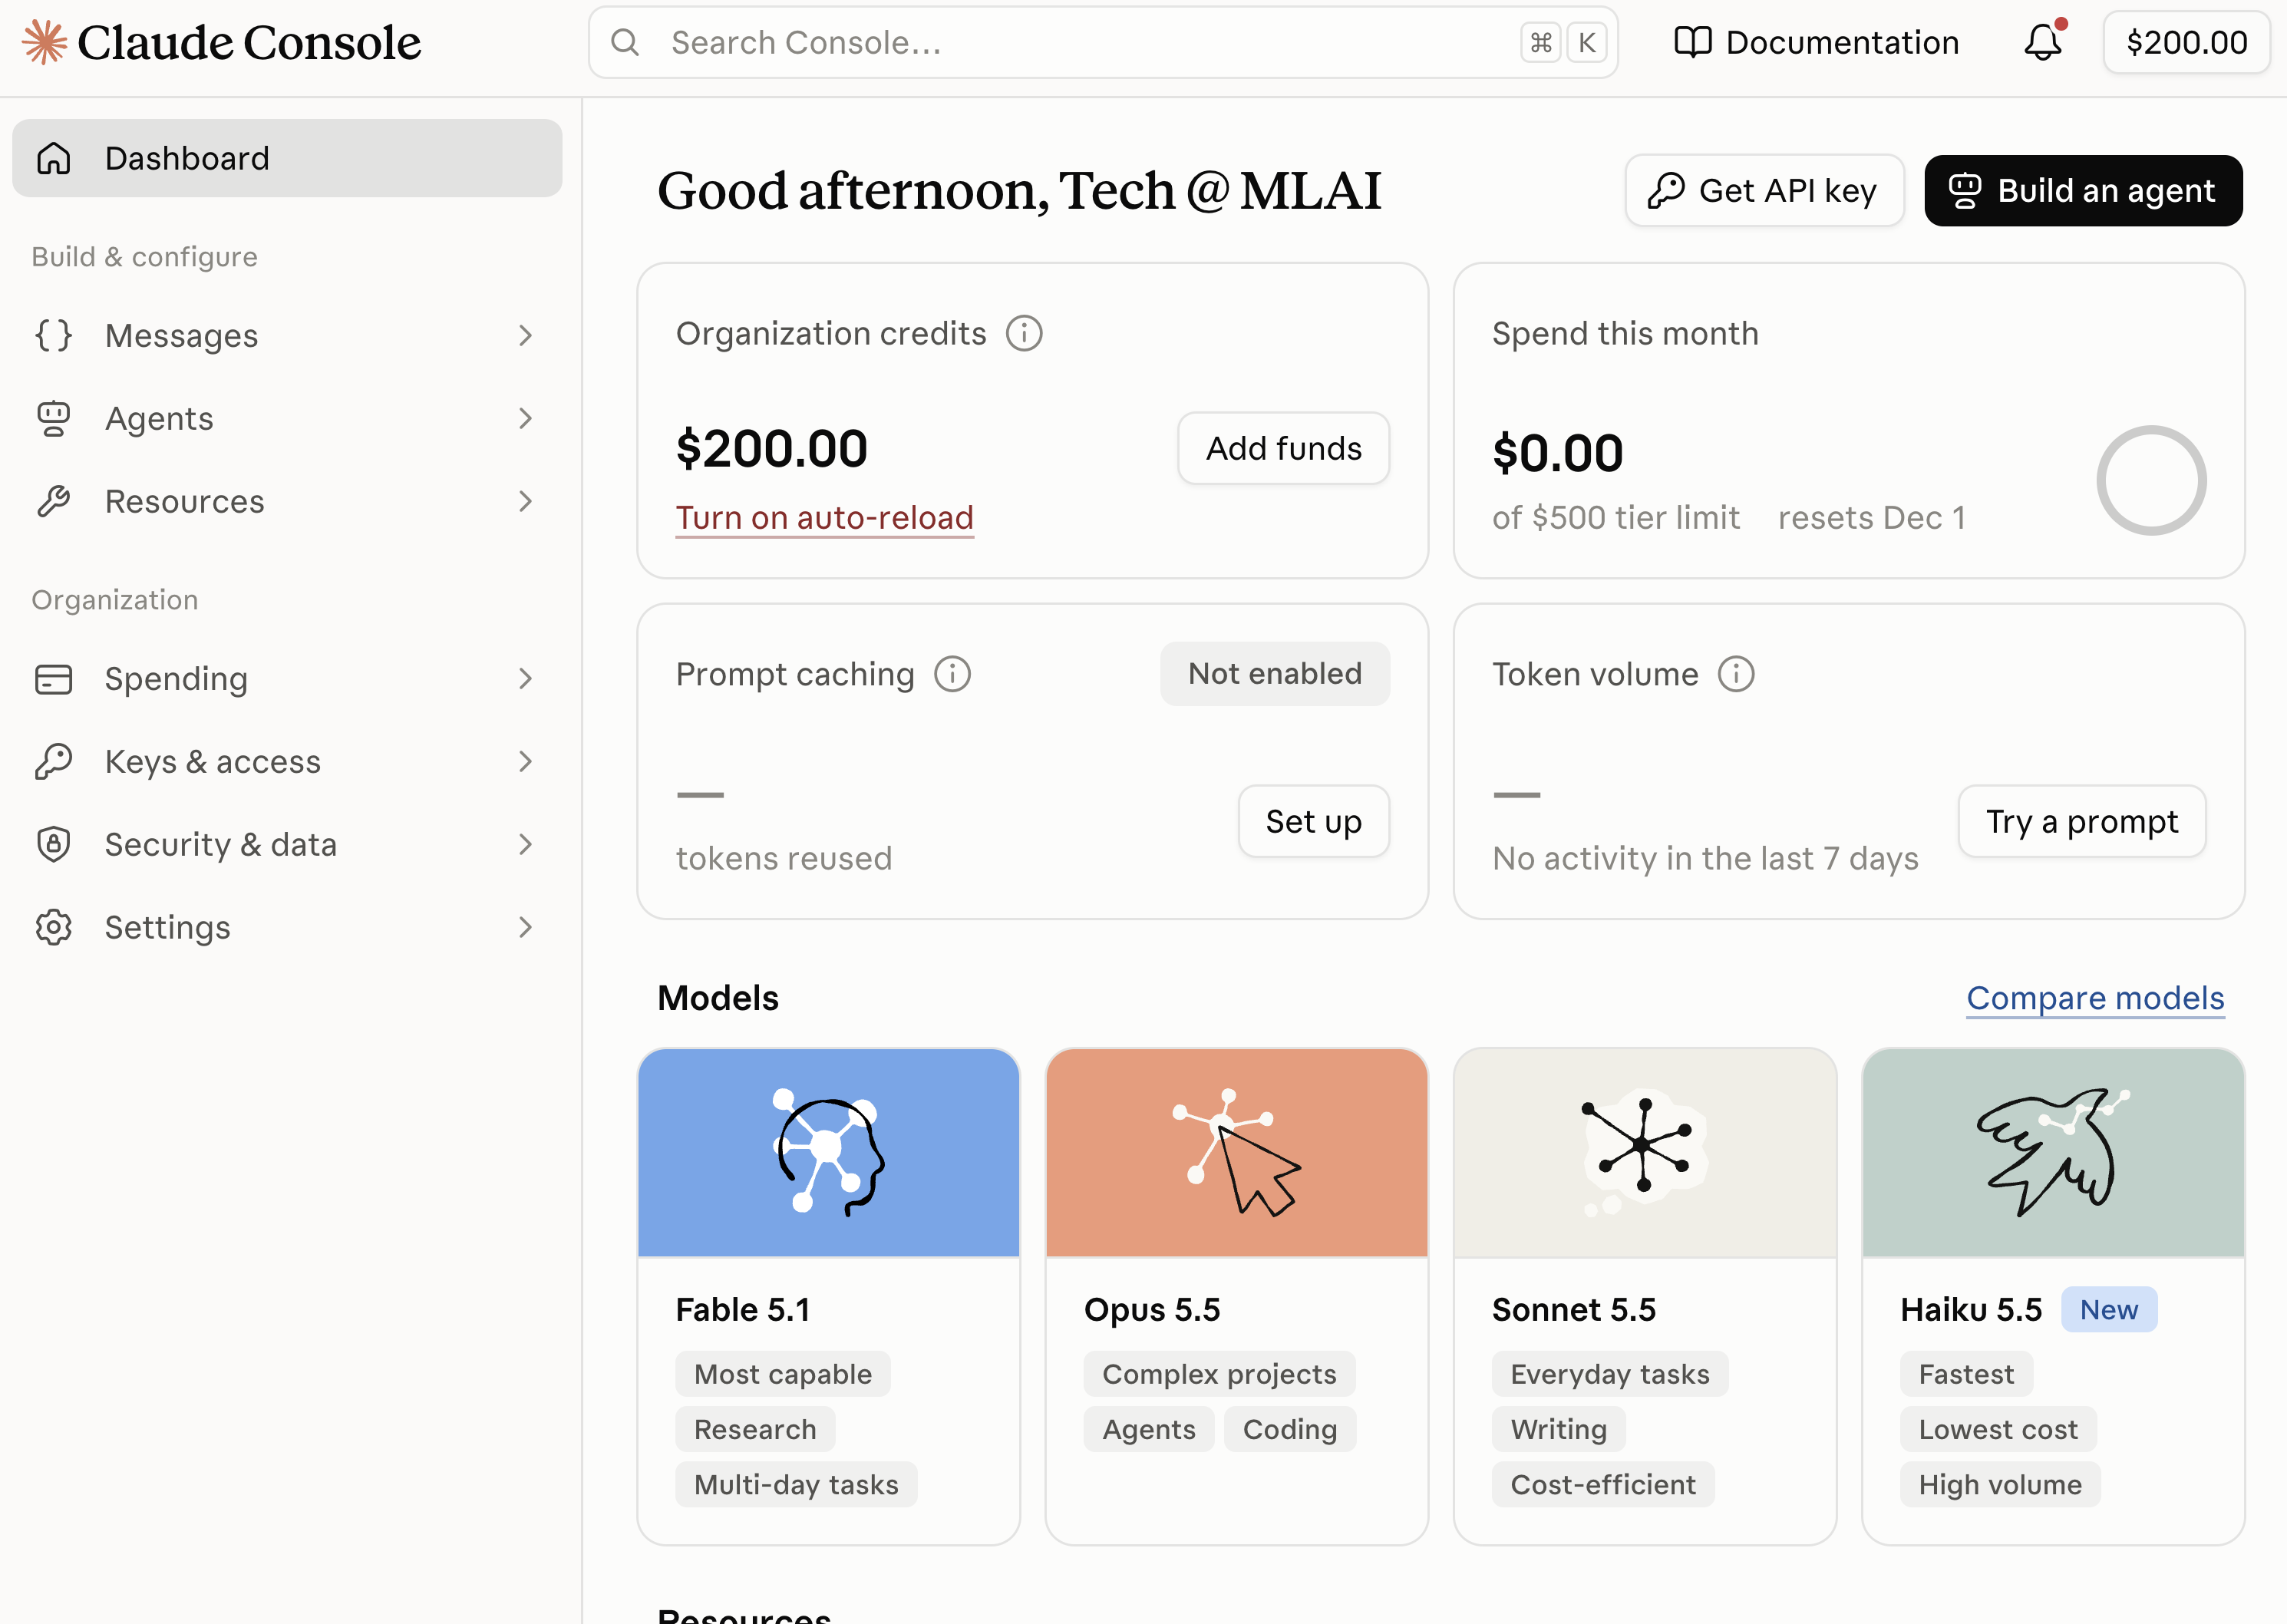 Claude Console
Search Console...
⌘ K
Documentation
$200.00
Dashboard
Build & configure
Messages
Agents
Resources
Organization
Spending
Keys & access
Security & data
Settings
Good afternoon, Tech @ MLAI
Get API key
Build an agent
Organization credits
$200.00
Add funds
Turn on auto-reload
Spend this month
$0.00
of $500 tier limit resets Dec 1
Prompt caching
Not enabled
—
tokens reused
Set up
Token volume
—
No activity in the last 7 days
Try a prompt
Models
Compare models
Fable 5.1
Most capable
Research
Multi-day tasks
Opus 5.5
Complex projects
Agents Coding
Sonnet 5.5
Everyday tasks
Writing
Cost-efficient
Haiku 5.5 New
Fastest
Lowest cost
High volume
Resources